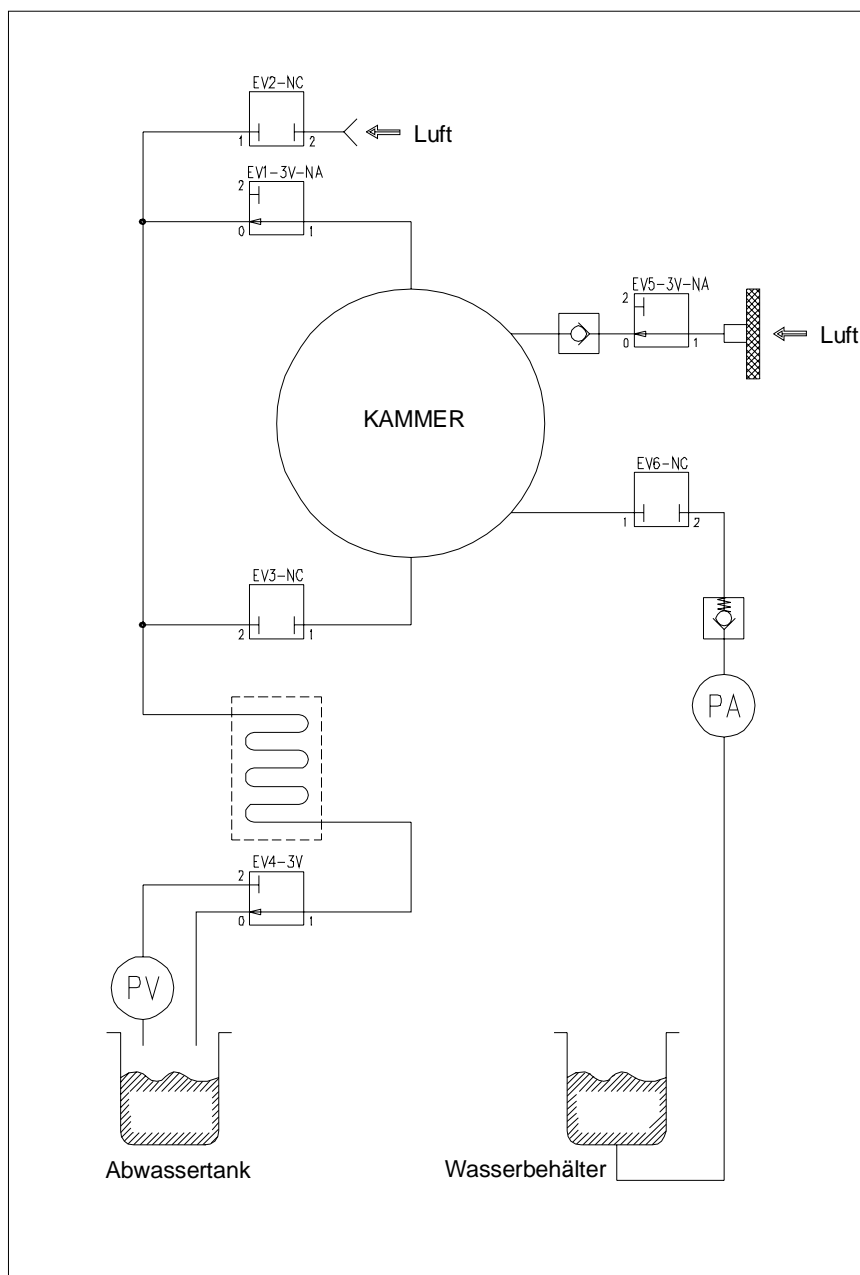 EV2-NC
1 2
Luft
EV1-3V-NA
2
0 1
EV5-3V-NA
2
0 1
Luft
KAMMER
EV6-NC
1 2
EV3-NC
2 1
PA
EV4-3V
2
0 1
PV
Abwassertank
Wasserbehälter